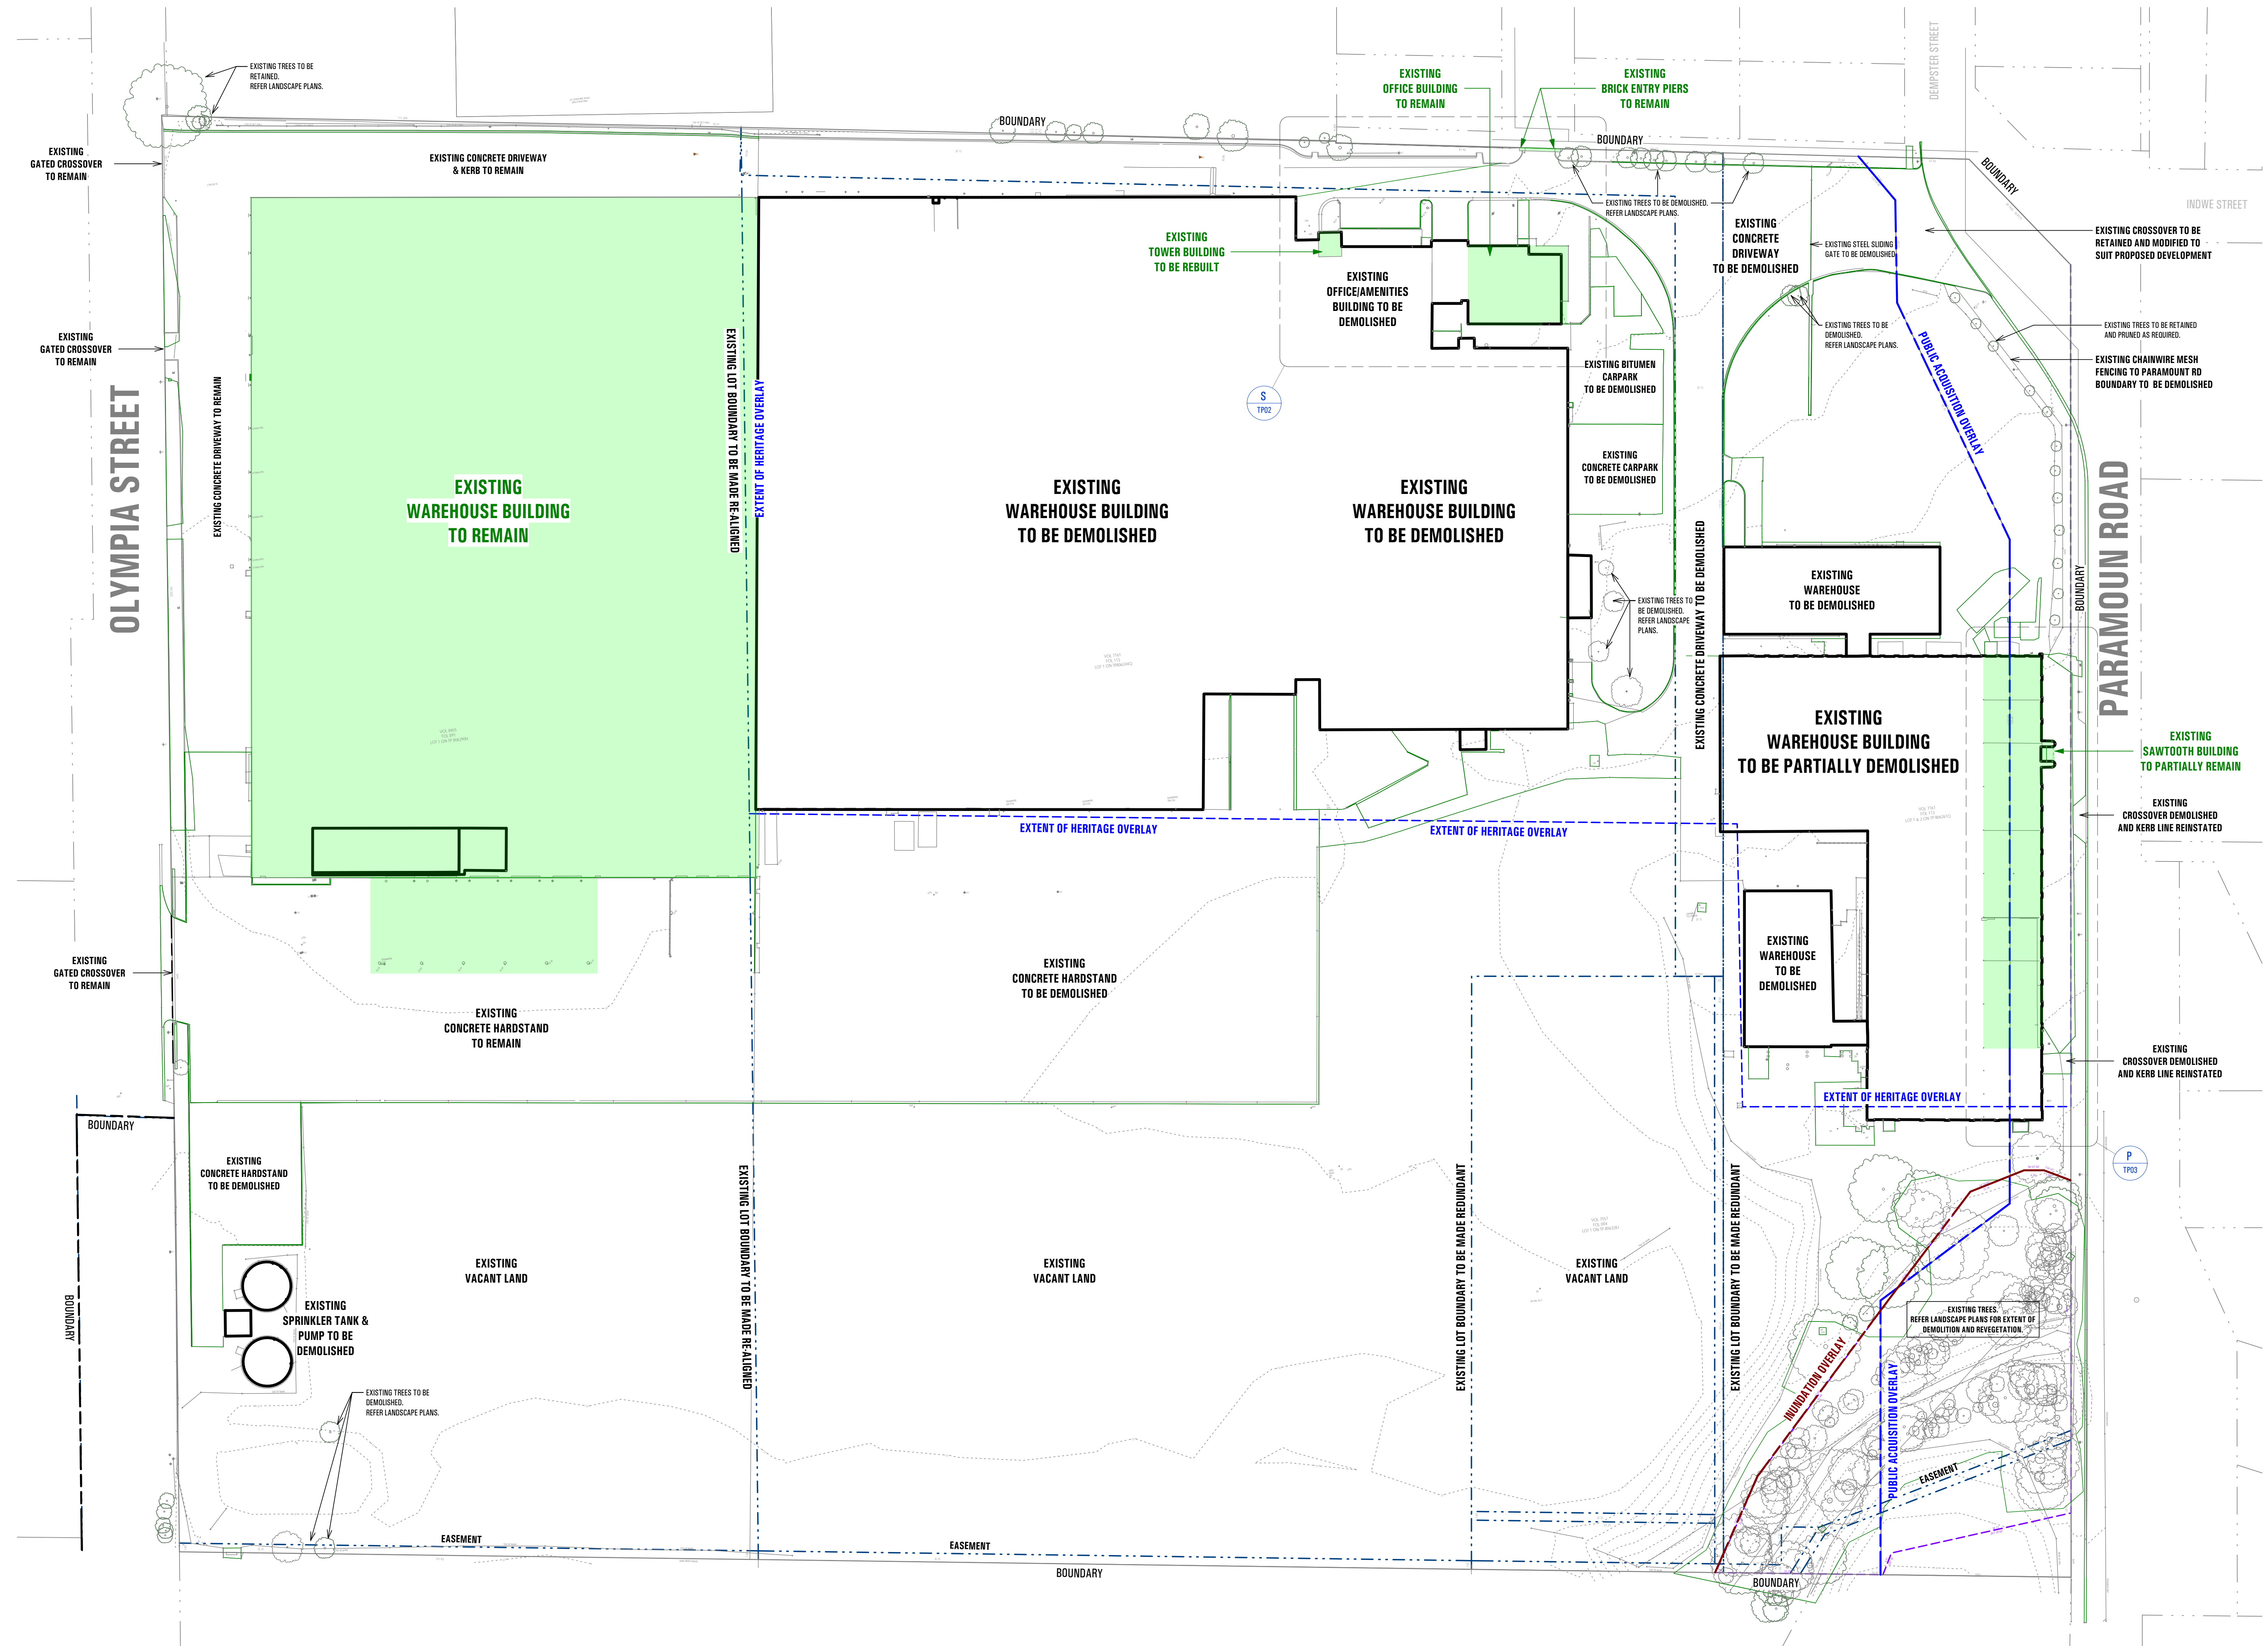 DEMPSTER STREET
EXISTING TREES TO BE
RETAINED.
REFER LANDSCAPE PLANS.
EXISTING
OFFICE BUILDING
TO REMAIN
EXISTING
BRICK ENTRY PIERS
TO REMAIN
BOUNDARY
BOUNDARY
BOUNDARY
EXISTING
GATED CROSSOVER
TO REMAIN
EXISTING CONCRETE DRIVEWAY
& KERB TO REMAIN
EXISTING TREES TO BE DEMOLISHED.
REFER LANDSCAPE PLANS.
INDWE STREET
EXISTING
TOWER BUILDING
TO BE REBUILT
EXISTING
CONCRETE
DRIVEWAY
TO BE DEMOLISHED
EXISTING STEEL SLIDING
GATE TO BE DEMOLISHED
EXISTING CROSSOVER TO BE
RETAINED AND MODIFIED TO
SUIT PROPOSED DEVELOPMENT
EXISTING
OFFICE/AMENITIES
BUILDING TO BE
DEMOLISHED
EXISTING
GATED CROSSOVER
TO REMAIN
EXISTING TREES TO BE
DEMOLISHED.
REFER LANDSCAPE PLANS.
EXISTING TREES TO BE RETAINED
AND PRUNED AS REQUIRED.
EXISTING CHAINWIRE MESH
FENCING TO PARAMOUNT RD
BOUNDARY TO BE DEMOLISHED
PUBLIC ACQUISITION OVERLAY
EXISTING BITUMEN
CARPARK
TO BE DEMOLISHED
S
TP02
OLYMPIA STREET
EXISTING CONCRETE DRIVEWAY TO REMAIN
EXISTING LOT BOUNDARY TO BE MADE RE-ALIGNED
EXTENT OF HERITAGE OVERLAY
EXISTING
WAREHOUSE BUILDING
TO REMAIN
EXISTING
WAREHOUSE BUILDING
TO BE DEMOLISHED
EXISTING
WAREHOUSE BUILDING
TO BE DEMOLISHED
EXISTING
CONCRETE CARPARK
TO BE DEMOLISHED
EXISTING CONCRETE DRIVEWAY TO BE DEMOLISHED
EXISTING
WAREHOUSE
TO BE DEMOLISHED
BOUNDARY
PARAMOUN ROAD
EXISTING TREES TO
BE DEMOLISHED.
REFER LANDSCAPE
PLANS.
EXISTING
WAREHOUSE BUILDING
TO BE PARTIALLY DEMOLISHED
EXISTING
SAWTOOTH BUILDING
TO PARTIALLY REMAIN
EXISTING
CROSSOVER DEMOLISHED
AND KERB LINE REINSTATED
EXTENT OF HERITAGE OVERLAY
EXTENT OF HERITAGE OVERLAY
EXISTING
GATED CROSSOVER
TO REMAIN
EXISTING
CONCRETE HARDSTAND
TO REMAIN
EXISTING
CONCRETE HARDSTAND
TO BE DEMOLISHED
EXISTING
WAREHOUSE
TO BE
DEMOLISHED
EXISTING
CROSSOVER DEMOLISHED
AND KERB LINE REINSTATED
EXTENT OF HERITAGE OVERLAY
BOUNDARY
P
TP03
EXISTING
CONCRETE HARDSTAND
TO BE DEMOLISHED
BOUNDARY
EXISTING
VACANT LAND
EXISTING LOT BOUNDARY TO BE MADE RE-ALIGNED
EXISTING
VACANT LAND
EXISTING LOT BOUNDARY TO BE MADE REDUNDANT
EXISTING
VACANT LAND
EXISTING LOT BOUNDARY TO BE MADE REDUNDANT
EXISTING
SPRINKLER TANK &
PUMP TO BE
DEMOLISHED
EXISTING TREES.
REFER LANDSCAPE PLANS FOR EXTENT OF
DEMOLITION AND REVEGETATION.
INUNDATION OVERLAY
PUBLIC ACQUISITION OVERLAY
EXISTING TREES TO BE
DEMOLISHED.
REFER LANDSCAPE PLANS.
EASEMENT
EASEMENT
EASEMENT
BOUNDARY
BOUNDARY